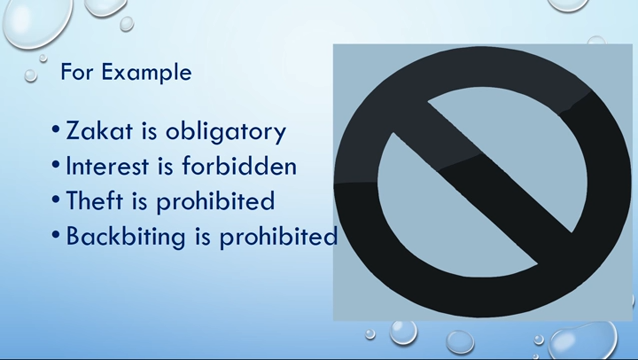 For Example
• Zakat is obligatory
• Interest is forbidden
• Theft is prohibited
• Backbiting is prohibited